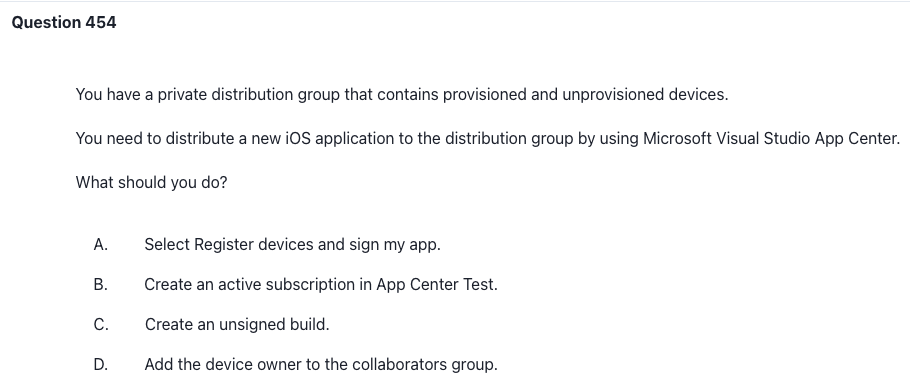 Question 454
You have a private distribution group that contains provisioned and unprovisioned devices.
You need to distribute a new iOS application to the distribution group by using Microsoft Visual Studio App Center.
What should you do?
A. Select Register devices and sign my app.
B. Create an active subscription in App Center Test.
C. Create an unsigned build.
D. Add the device owner to the collaborators group.